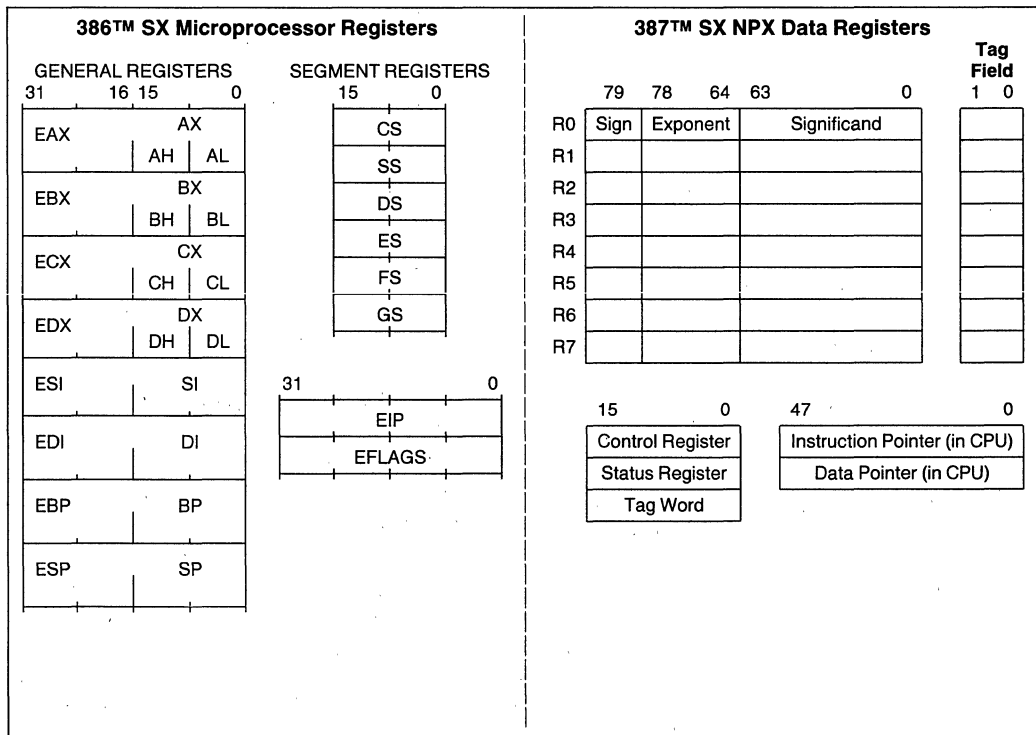 386™ SX Microprocessor Registers
GENERAL REGISTERS
31 16 15 0
EAX AX
AH AL
EBX BX
BH BL
ECX CX
CH CL
EDX DX
DH DL
ESI SI
EDI DI
EBP BP
ESP SP
SEGMENT REGISTERS
15 0
CS
SS
DS
ES
FS
GS
31 0
EIP
EFLAGS
387™ SX NPX Data Registers
Tag
Field
79 78 64 63 0 1 0
R0 Sign Exponent Significand
R1
R2
R3
R4
R5
R6
R7
15 0
Control Register
Status Register
Tag Word
47 0
Instruction Pointer (in CPU)
Data Pointer (in CPU)